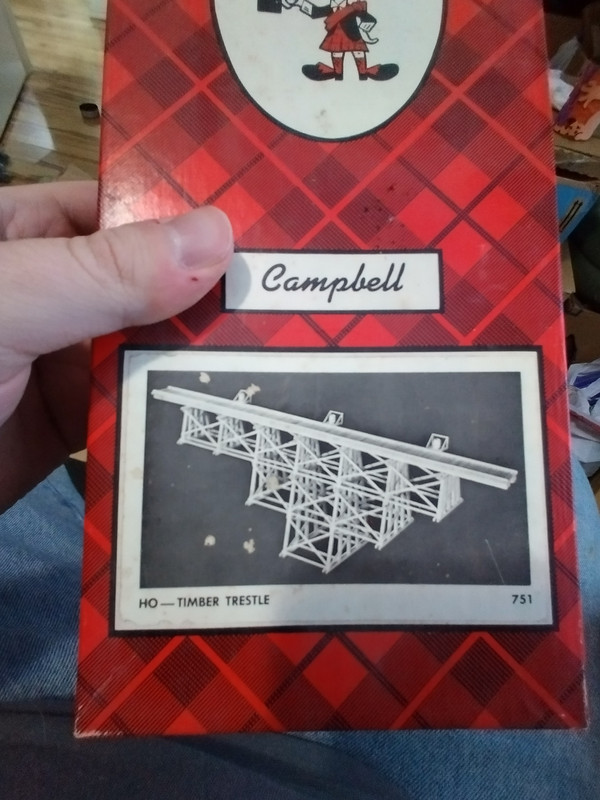 Campbell
HO — TIMBER TRESTLE 751